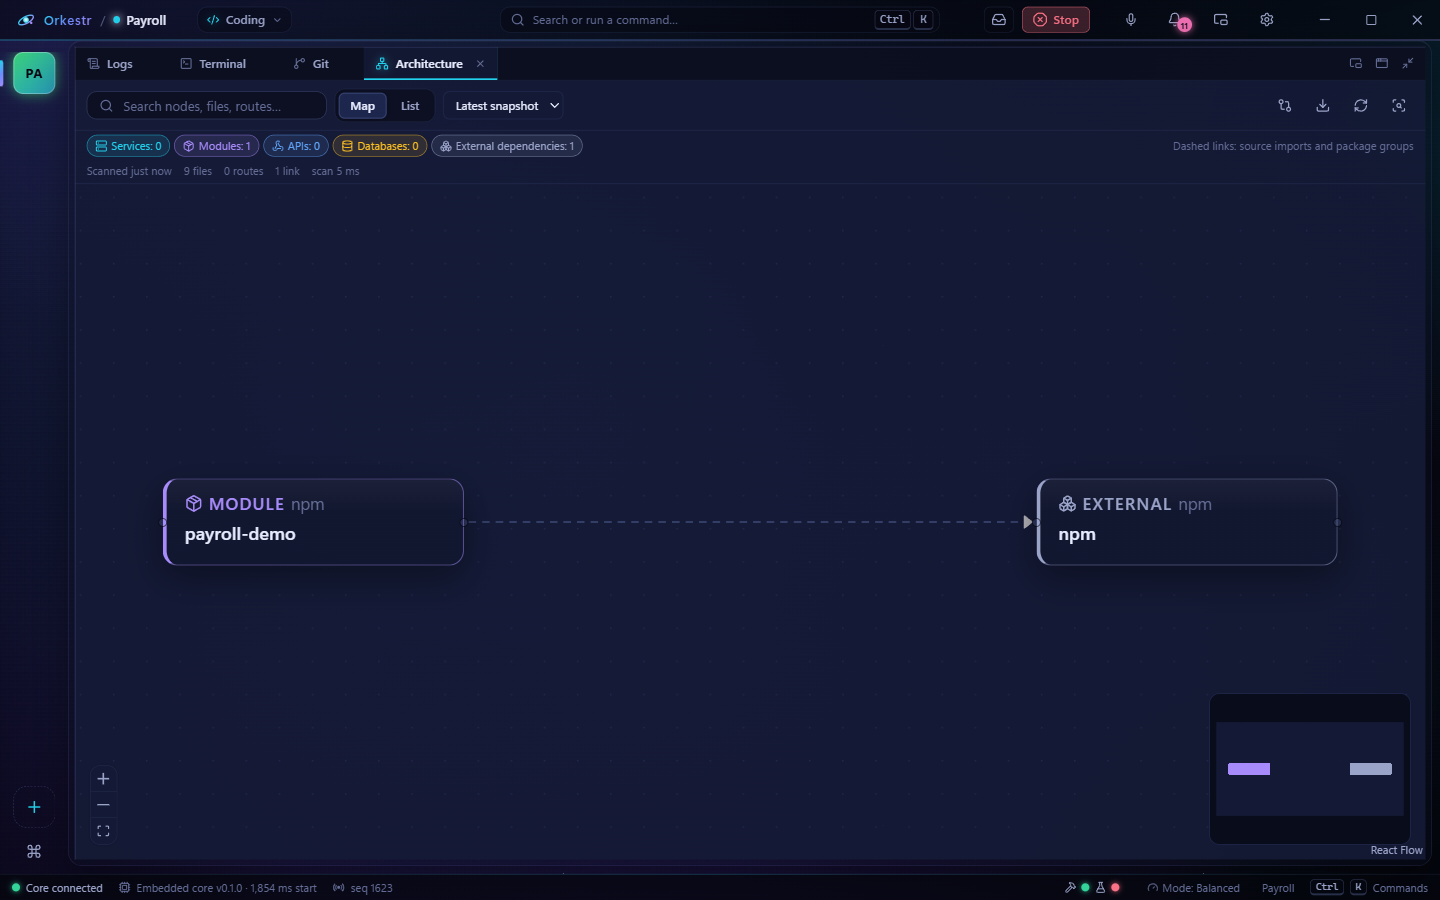 Orkestr / Payroll
Coding
Search or run a command...
Ctrl K
Stop
11
PA
Logs
Terminal
Git
Architecture
Search nodes, files, routes...
Map
List
Latest snapshot
Services: 0
Modules: 1
APIs: 0
Databases: 0
External dependencies: 1
Dashed links: source imports and package groups
Scanned just now 9 files 0 routes 1 link scan 5 ms
MODULE npm
payroll-demo
EXTERNAL npm
npm
React Flow
Core connected
Embedded core v0.1.0 · 1,854 ms start
seq 1623
Mode: Balanced
Payroll
Ctrl K Commands